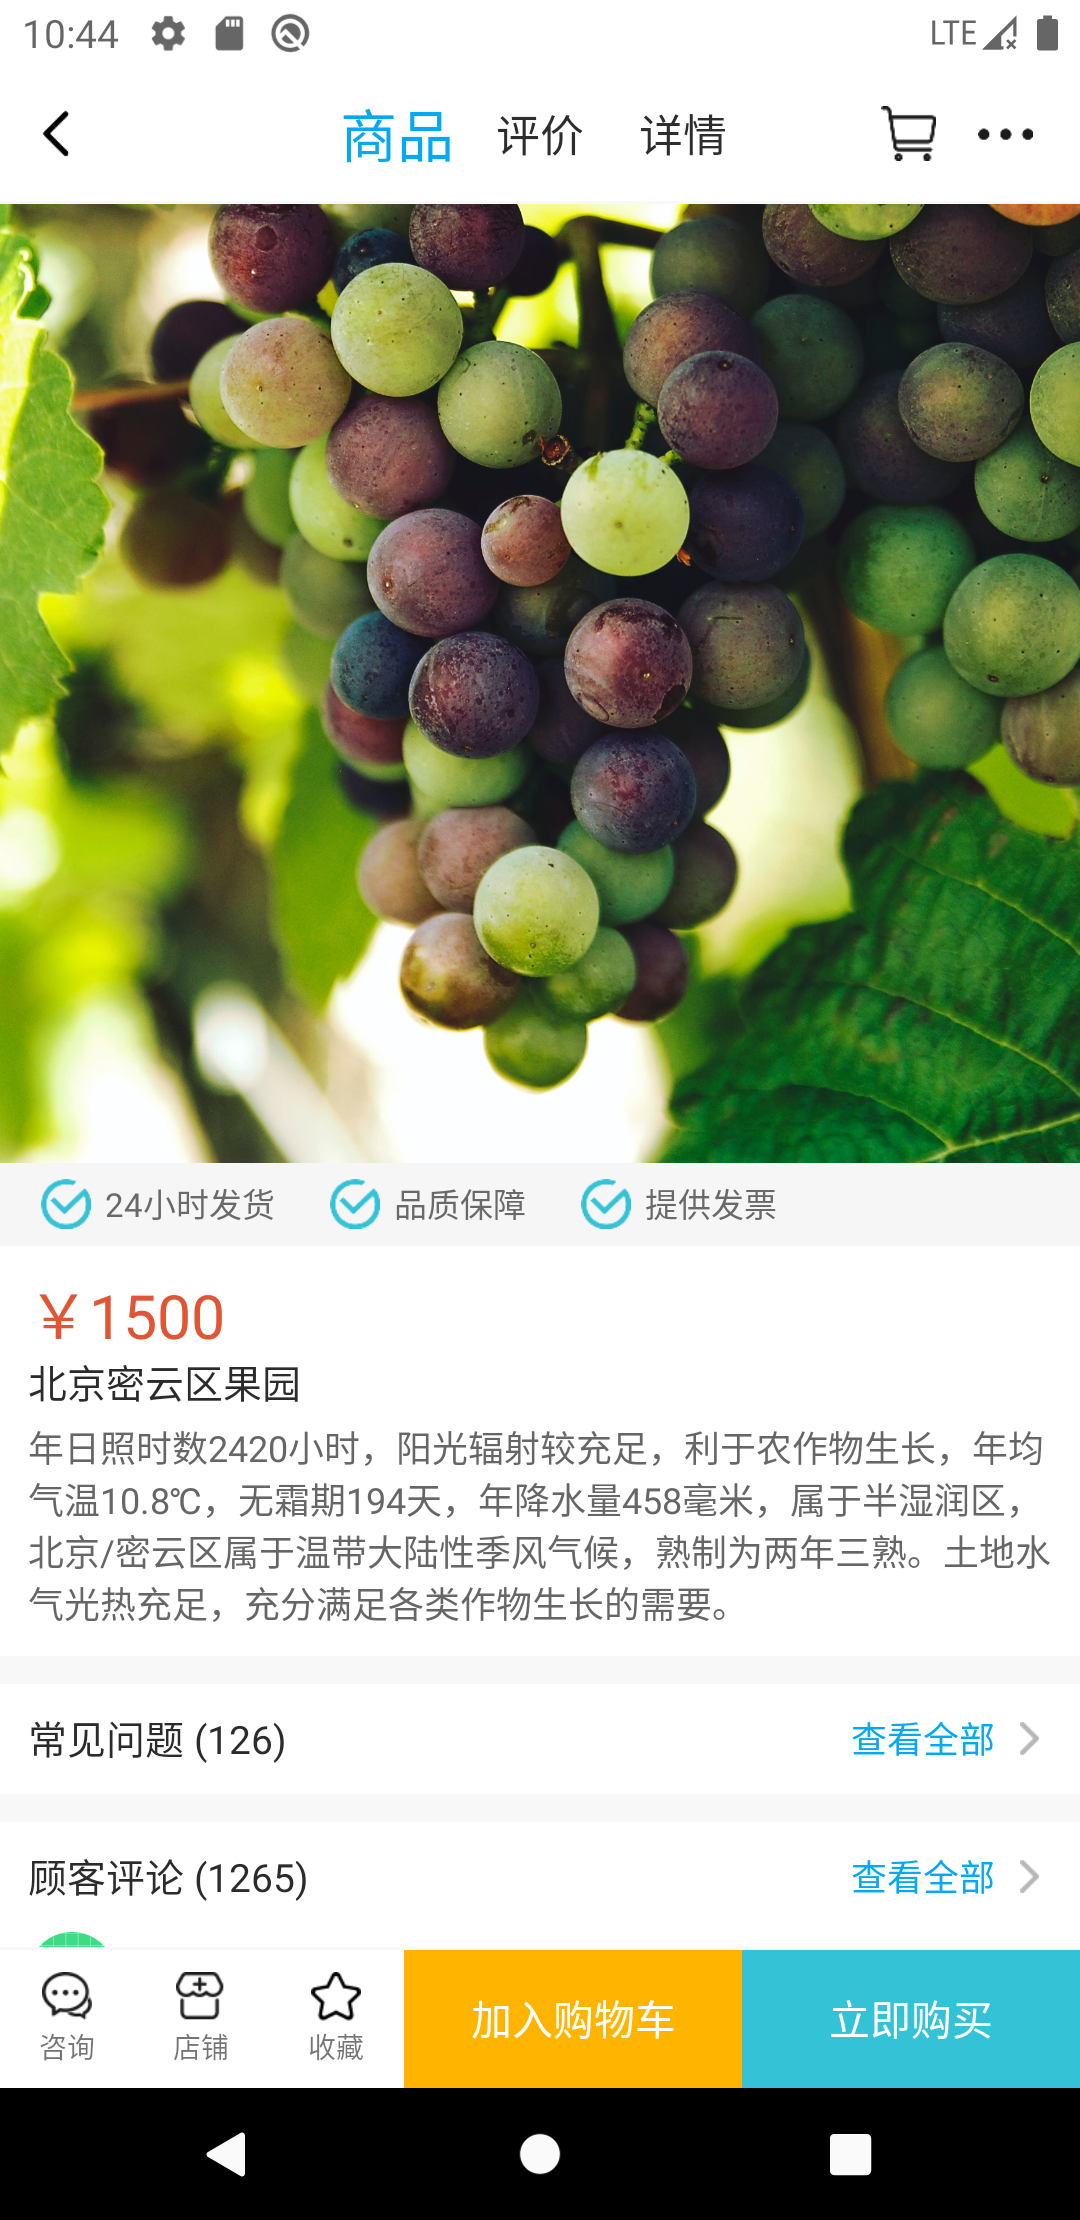 10:44
LTE
商品
评价
详情
24小时发货
品质保障
提供发票
￥1500
北京密云区果园
年日照时数2420小时，阳光辐射较充足，利于农作物生长，年均
气温10.8℃，无霜期194天，年降水量458毫米，属于半湿润区，
北京/密云区属于温带大陆性季风气候，熟制为两年三熟。土地水
气光热充足，充分满足各类作物生长的需要。
常见问题 (126)
查看全部
顾客评论 (1265)
查看全部
咨询
店铺
收藏
加入购物车
立即购买